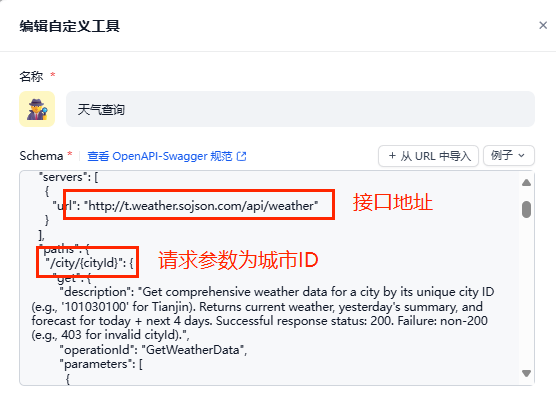 编辑自定义工具
名称 *
天气查询
Schema * 查看 OpenAPI-Swagger 规范 + 从 URL 中导入 例子
"servers": [
{
"url": "http://t.weather.sojson.com/api/weather" 接口地址
}
],
"paths": {
"/city/{cityId}": { 请求参数为城市ID
"get": {
"description": "Get comprehensive weather data for a city by its unique city ID
(e.g., '101030100' for Tianjin). Returns current weather, yesterday's summary, and
forecast for today + next 4 days. Successful response status: 200. Failure: non-200
(e.g., 403 for invalid cityId).",
"operationId": "GetWeatherData",
"parameters": [
{